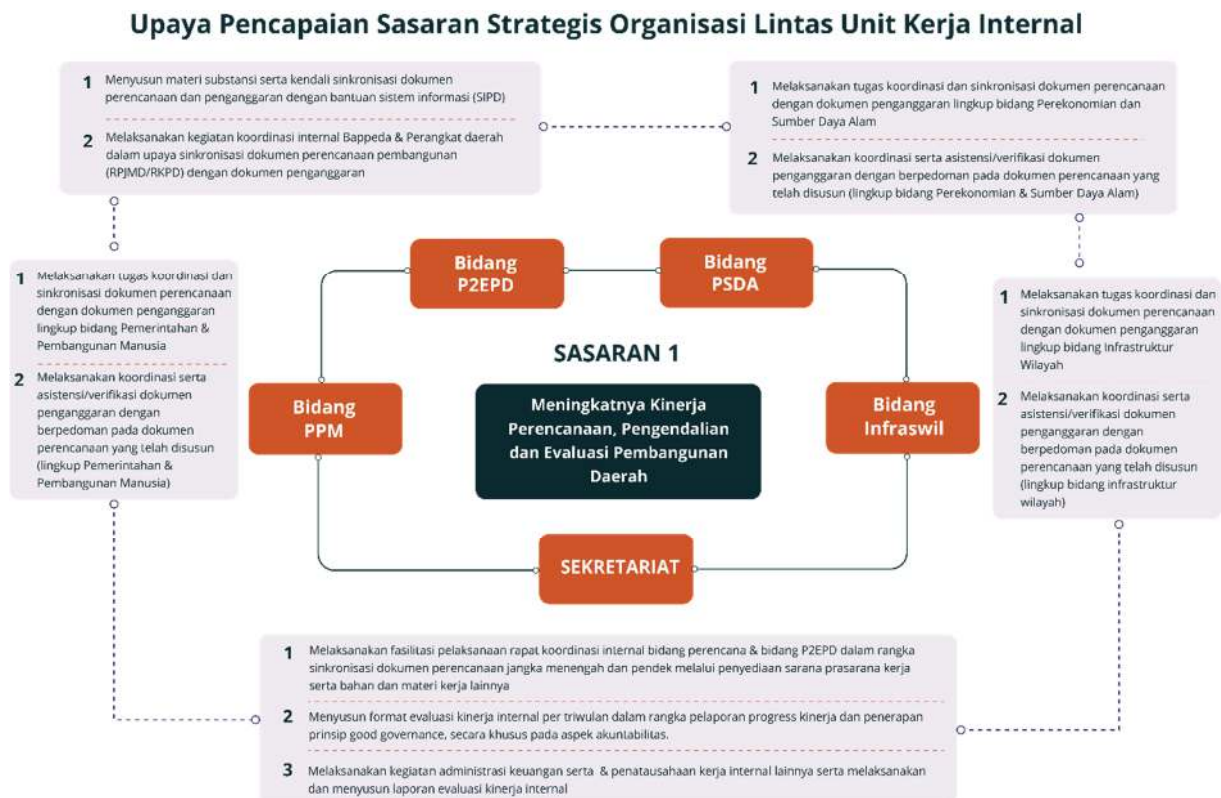 Upaya Pencapaian Sasaran Strategis Organisasi Lintas Unit Kerja Internal
1 Menyusun materi substansi serta kendali sinkronisasi dokumen
perencanaan dan penganggaran dengan bantuan sistem informasi (SIPD)
2 Melaksanakan kegiatan koordinasi internal Bappeda & Perangkat daerah
dalam upaya sinkronisasi dokumen perencanaan pembangunan
(RPJMD/RKPD) dengan dokumen penganggaran
1 Melaksanakan tugas koordinasi dan sinkronisasi dokumen perencanaan
dengan dokumen penganggaran lingkup bidang Perekonomian dan
Sumber Daya Alam
2 Melaksanakan koordinasi serta asistensi/verifikasi dokumen
penganggaran dengan berpedoman pada dokumen perencanaan yang
telah disusun (lingkup bidang Perekonomian & Sumber Daya Alam)
1 Melaksanakan tugas koordinasi dan
sinkronisasi dokumen perencanaan
dengan dokumen penganggaran
lingkup bidang Pemerintahan &
Pembangunan Manusia
2 Melaksanakan koordinasi serta
asistensi/verifikasi dokumen
penganggaran dengan
berpedoman pada dokumen
perencanaan yang telah disusun
(lingkup Pemerintahan &
Pembangunan Manusia)
Bidang
P2EPD
Bidang
PSDA
SASARAN 1
Bidang
PPM
Meningkatnya Kinerja
Perencanaan, Pengendalian
dan Evaluasi Pembangunan
Daerah
Bidang
Infraswil
SEKRETARIAT
1 Melaksanakan tugas koordinasi dan
sinkronisasi dokumen perencanaan
dengan dokumen penganggaran
lingkup bidang Infrastruktur
Wilayah
2 Melaksanakan koordinasi serta
asistensi/verifikasi dokumen
penganggaran dengan
berpedoman pada dokumen
perencanaan yang telah disusun
(lingkup bidang infrastruktur
wilayah)
1 Melaksanakan fasilitasi pelaksanaan rapat koordinasi internal bidang perencana & bidang P2EPD dalam rangka
sinkronisasi dokumen perencanaan jangka menengah dan pendek melalui penyediaan sarana prasarana kerja
serta bahan dan materi kerja lainnya
2 Menyusun format evaluasi kinerja internal per triwulan dalam rangka pelaporan progress kinerja dan penerapan
prinsip good governance, secara khusus pada aspek akuntabilitas.
3 Melaksanakan kegiatan administrasi keuangan serta & penatausahaan kerja internal lainnya serta melaksanakan
dan menyusun laporan evaluasi kinerja internal